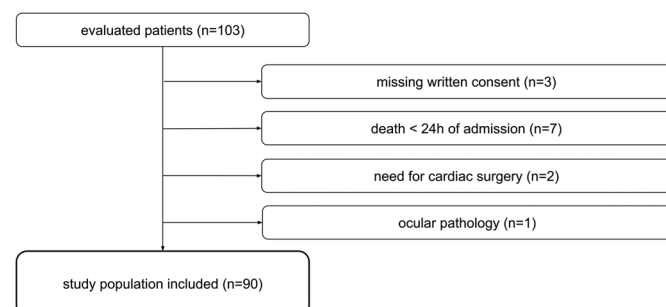 evaluated patients (n=103)
missing written consent (n=3)
death < 24h of admission (n=7)
need for cardiac surgery (n=2)
ocular pathology (n=1)
study population included (n=90)